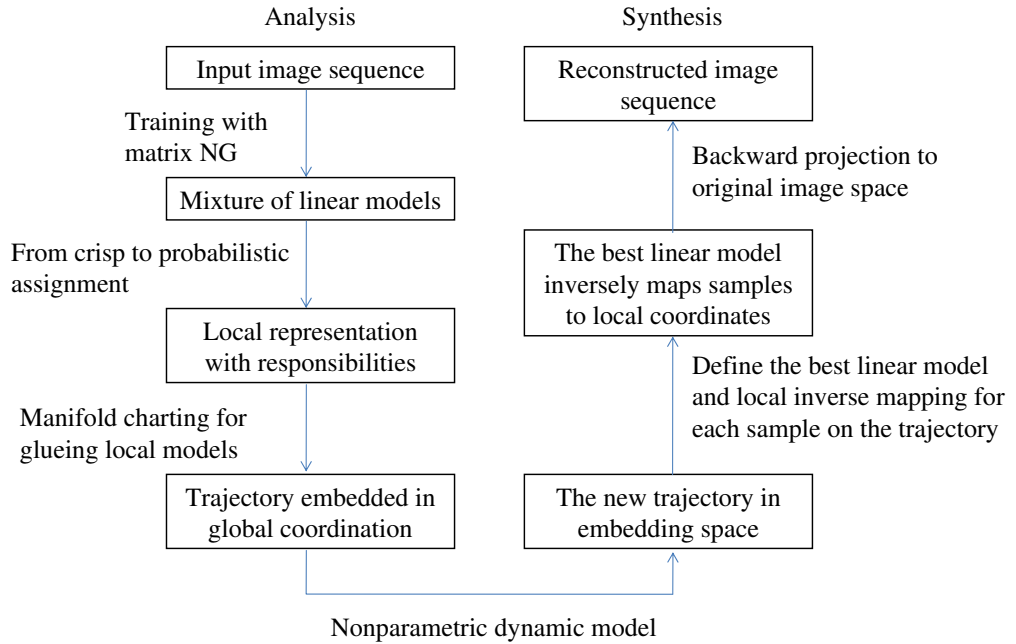 Analysis
Input image sequence
Training with
matrix NG
Mixture of linear models
From crisp to probabilistic
assignment
Local representation
with responsibilities
Manifold charting for
glueing local models
Trajectory embedded in
global coordination
Nonparametric dynamic model
Synthesis
Reconstructed image
sequence
Backward projection to
original image space
The best linear model
inversely maps samples
to local coordinates
Define the best linear model
and local inverse mapping for
each sample on the trajectory
The new trajectory in
embedding space